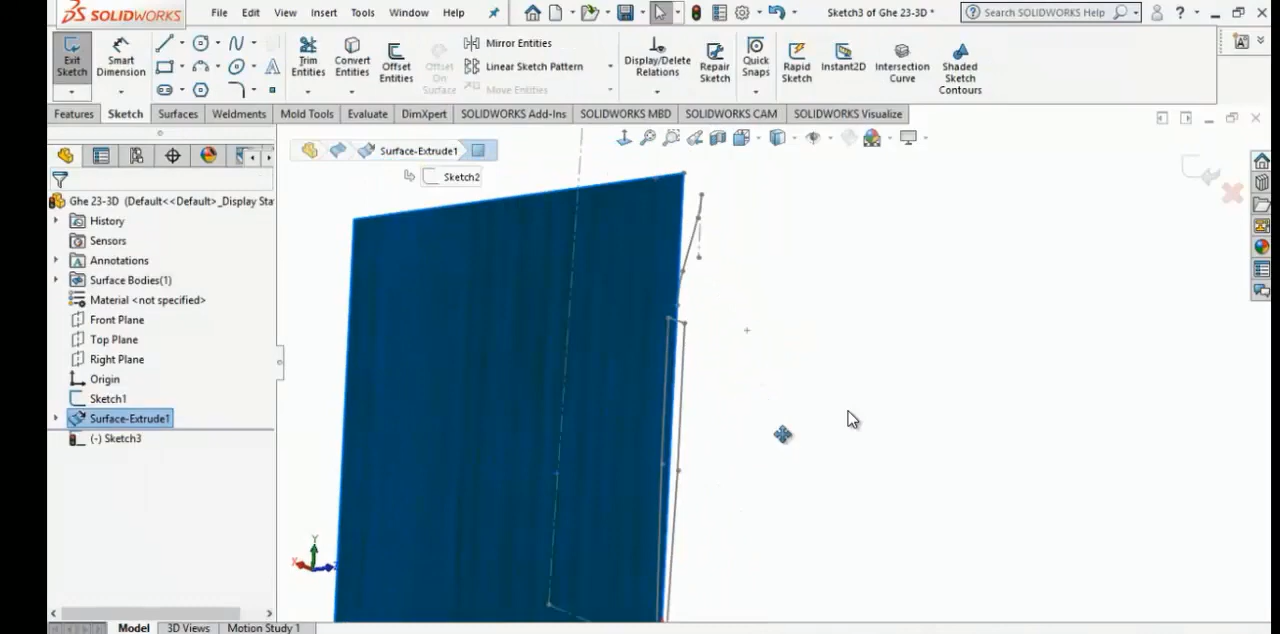 SOLIDWORKS
File Edit View Insert Tools Window Help
Sketch3 of Ghe 23-3D *
Search SOLIDWORKS Help
?
Exit Sketch
Smart Dimension
Trim Entities
Convert Entities
Offset Entities
Offset On Surface
Mirror Entities
Linear Sketch Pattern
Move Entities
Display/Delete Relations
Repair Sketch
Quick Snaps
Rapid Sketch
Instant2D
Intersection Curve
Shaded Sketch Contours
Features Sketch Surfaces Weldments Mold Tools Evaluate DimXpert SOLIDWORKS Add-Ins SOLIDWORKS MBD SOLIDWORKS CAM SOLIDWORKS Visualize
Surface-Extrude1
Sketch2
Ghe 23-3D (Default<<Default>_Display Sta
History
Sensors
Annotations
Surface Bodies(1)
Material <not specified>
Front Plane
Top Plane
Right Plane
Origin
Sketch1
Surface-Extrude1
(-) Sketch3
Y
X
Model 3D Views Motion Study 1